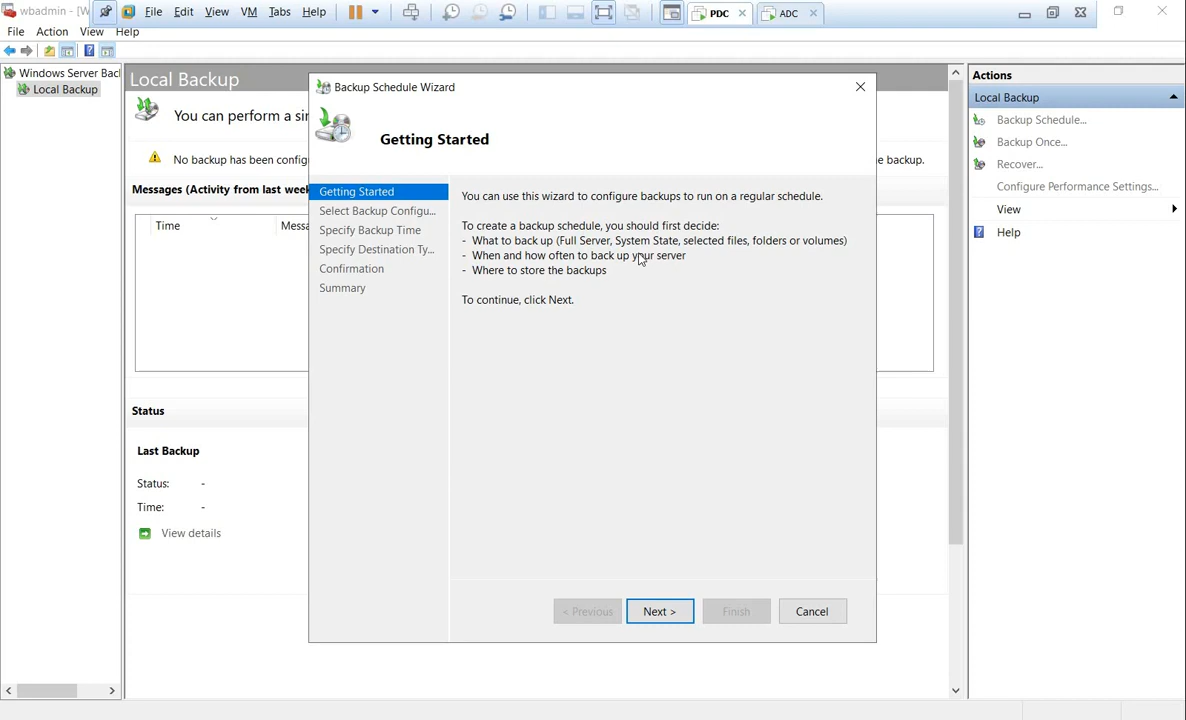 wbadmin - [W
File Edit View VM Tabs Help
PDC
ADC
File Action View Help
Windows Server Bacl
Local Backup
Local Backup
You can perform a sir
No backup has been config
e backup.
Messages (Activity from last week
Time Messa
Status
Last Backup
Status: -
Time: -
View details
Backup Schedule Wizard
Getting Started
Getting Started
Select Backup Configu...
Specify Backup Time
Specify Destination Ty...
Confirmation
Summary
You can use this wizard to configure backups to run on a regular schedule.
To create a backup schedule, you should first decide:
- What to back up (Full Server, System State, selected files, folders or volumes)
- When and how often to back up your server
- Where to store the backups
To continue, click Next.
< Previous Next > Finish Cancel
Actions
Local Backup
Backup Schedule...
Backup Once...
Recover...
Configure Performance Settings...
View
Help